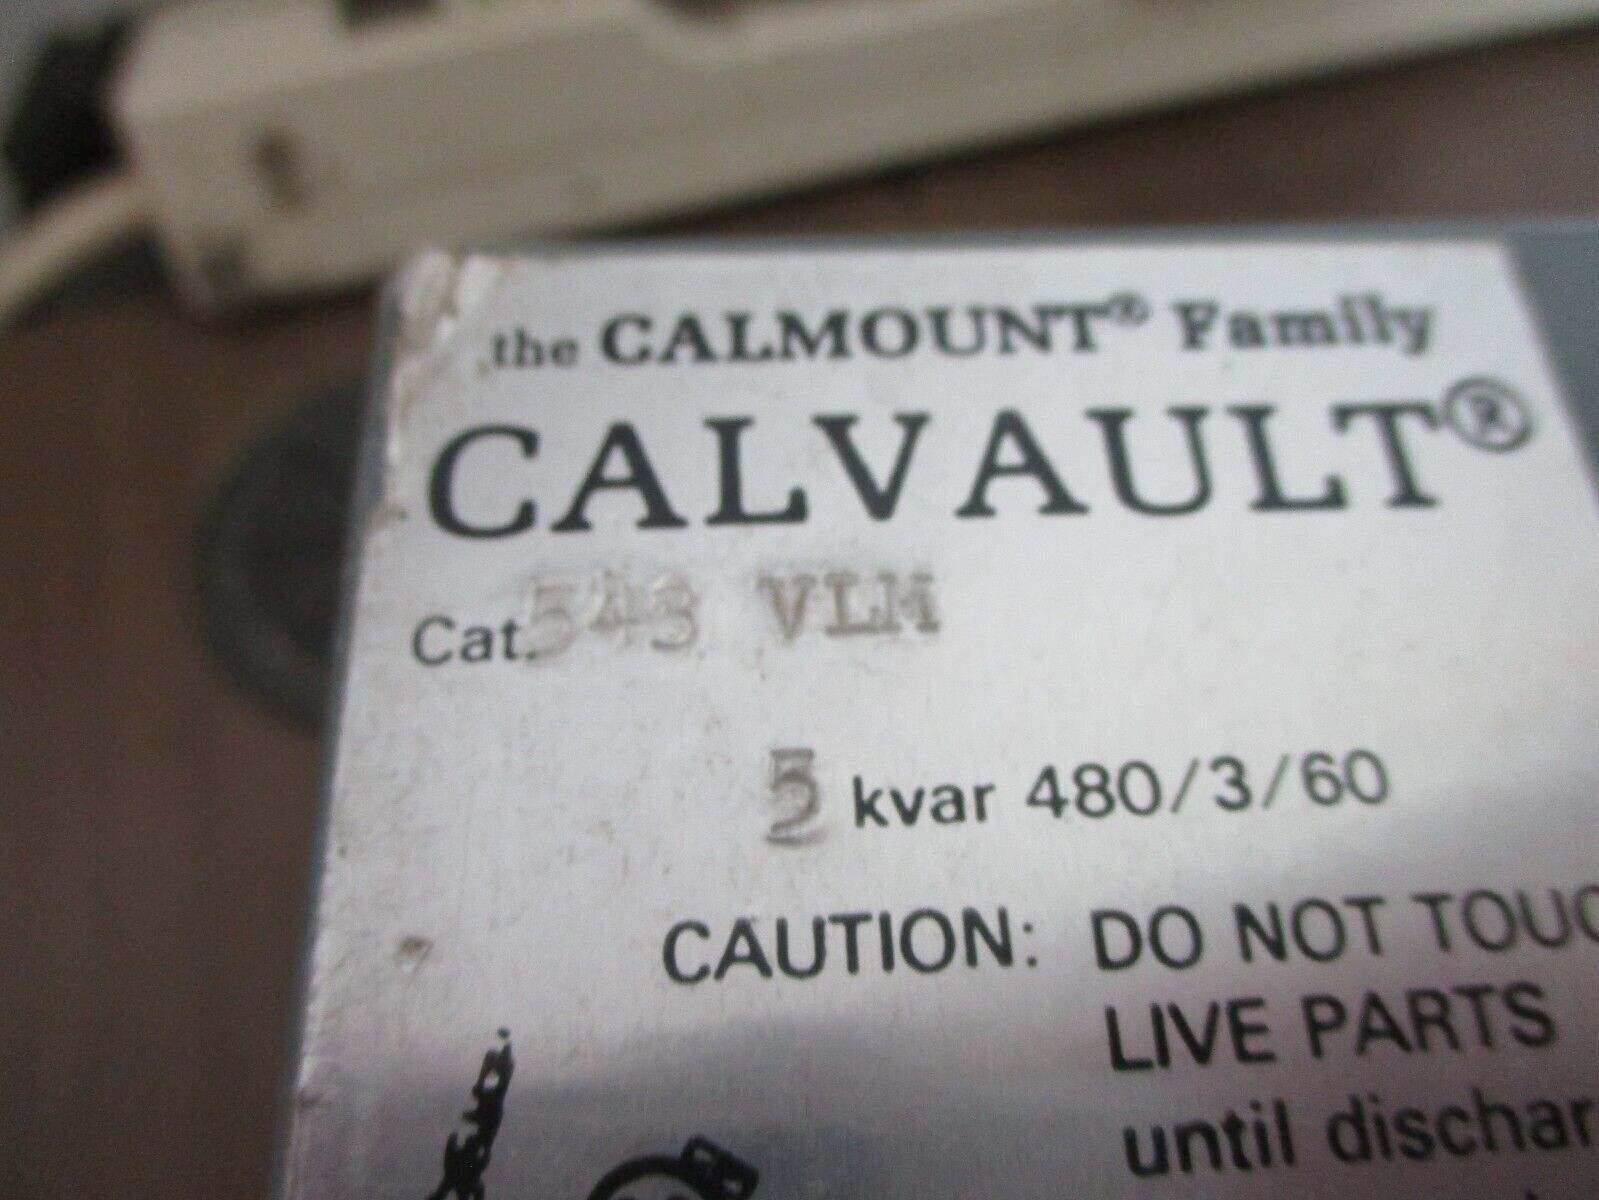 the CALMOUNT® Family
CALVAULT®
Cat. 543 VLM
5 kvar 480/3/60
CAUTION: DO NOT TOUC
LIVE PARTS
until dischar